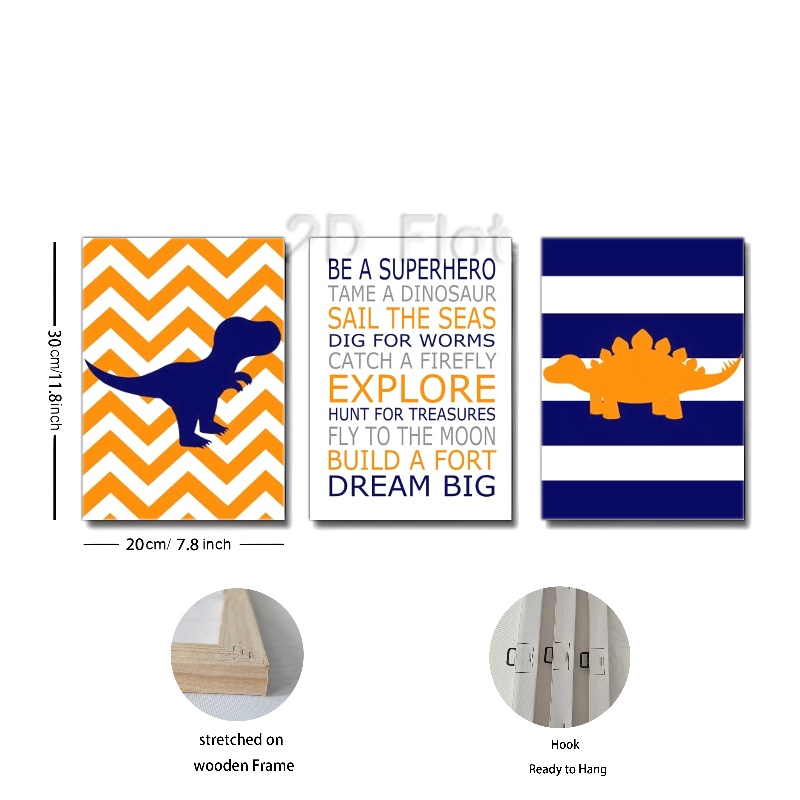 2D Flat
BE A SUPERHERO
TAME A DINOSAUR
SAIL THE SEAS
DIG FOR WORMS
CATCH A FIREFLY
EXPLORE
HUNT FOR TREASURES
FLY TO THE MOON
BUILD A FORT
DREAM BIG
30cm/11.8inch
20cm/ 7.8 inch
stretched on
wooden Frame
Hook
Ready to Hang